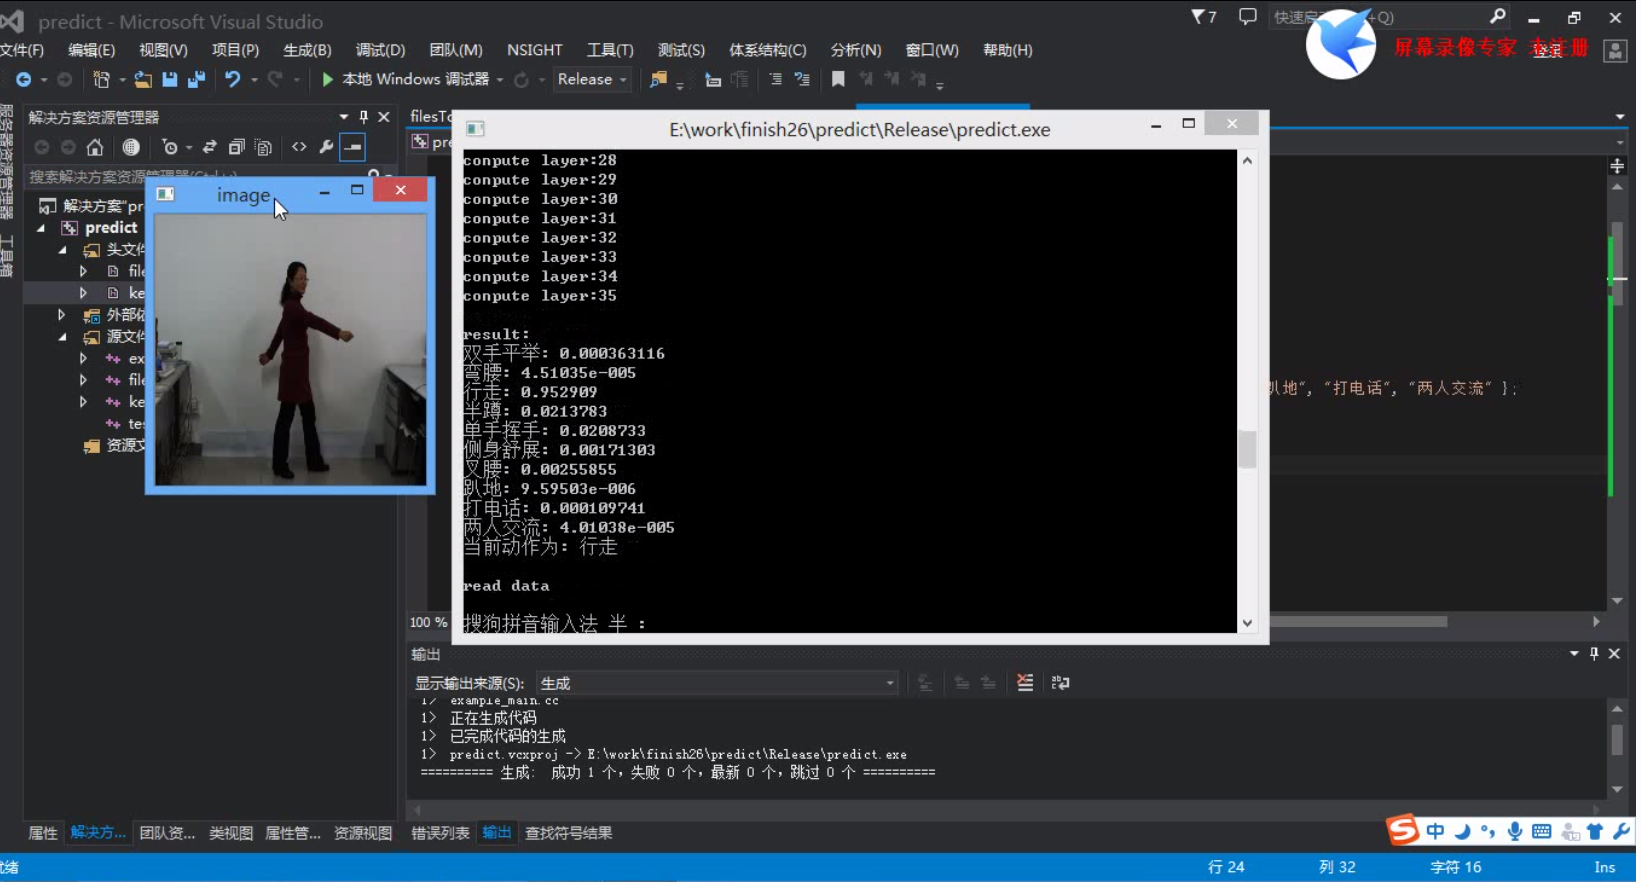 predict - Microsoft Visual Studio
7
文件(F) 编辑(E) 视图(V) 项目(P) 生成(B) 调试(D) 团队(M) NSIGHT 工具(T) 测试(S) 体系结构(C) 分析(N) 窗口(W) 帮助(H)
屏幕录像专家 未注册
本地 Windows 调试器 Release
服务器资源管理器
工具箱
解决方案资源管理器
解决方案"pr
predict
头文件
file
ke
外部依
源文件
ex
file
ke
tes
资源文
image
E:\work\finish26\predict\Release\predict.exe
conpute layer:28
conpute layer:29
conpute layer:30
conpute layer:31
conpute layer:32
conpute layer:33
conpute layer:34
conpute layer:35
result:
双手平举: 0.000363116
弯腰: 4.51035e-005
行走: 0.952909
半蹲: 0.0213783
单手挥手: 0.0208733
侧身舒展: 0.00171303
叉腰: 0.00255855
趴地: 9.59503e-006
打电话: 0.000109741
两人交流: 4.01038e-005
当前动作为: 行走
read data
搜狗拼音输入法 半 :
趴地", "打电话", "两人交流" };
100 %
输出
显示输出来源(S): 生成
1> example_main.cc
1> 正在生成代码
1> 已完成代码的生成
1> predict.vcxproj -> E:\work\finish26\predict\Release\predict.exe
========== 生成: 成功 1 个，失败 0 个，最新 0 个，跳过 0 个 ==========
属性 解决方... 团队资... 类视图 属性管... 资源视图 错误列表 输出 查找符号结果
中
就绪 行 24 列 32 字符 16 Ins